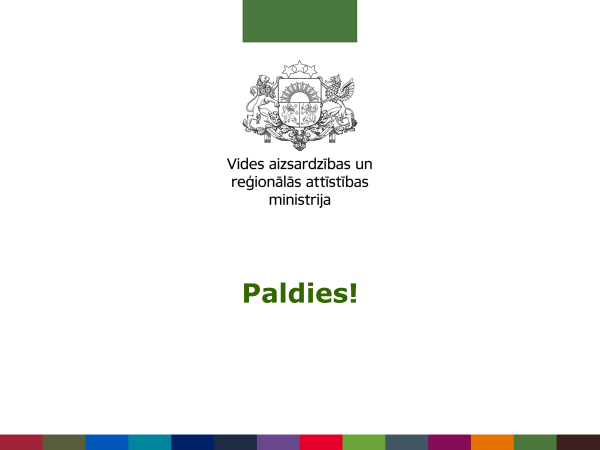 Vides aizsardzības un
reģionālās attīstības
ministrija
Paldies!